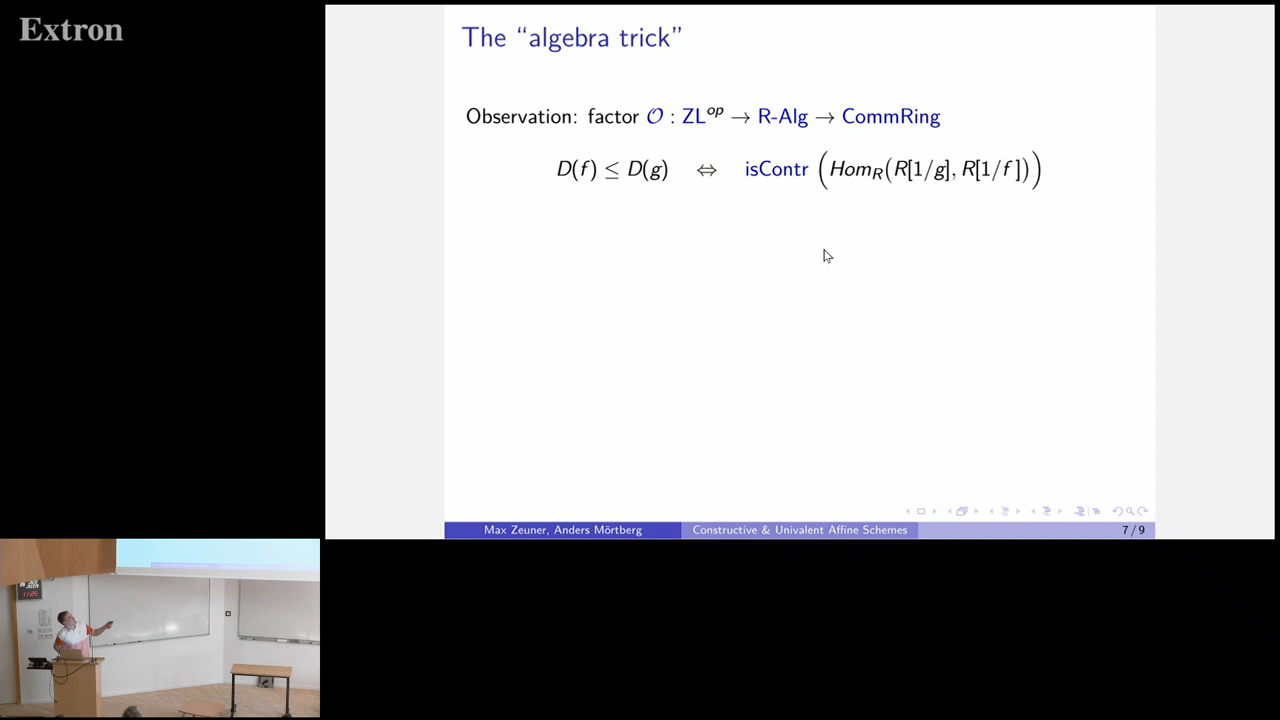 Extron
The “algebra trick”
Observation: factor 𝒪 : ZL^op → R-Alg → CommRing
D(f) ≤ D(g) ⇔ isContr (Hom_R(R[1/g], R[1/f]))
Max Zeuner, Anders Mörtberg Constructive & Univalent Affine Schemes 7 / 9